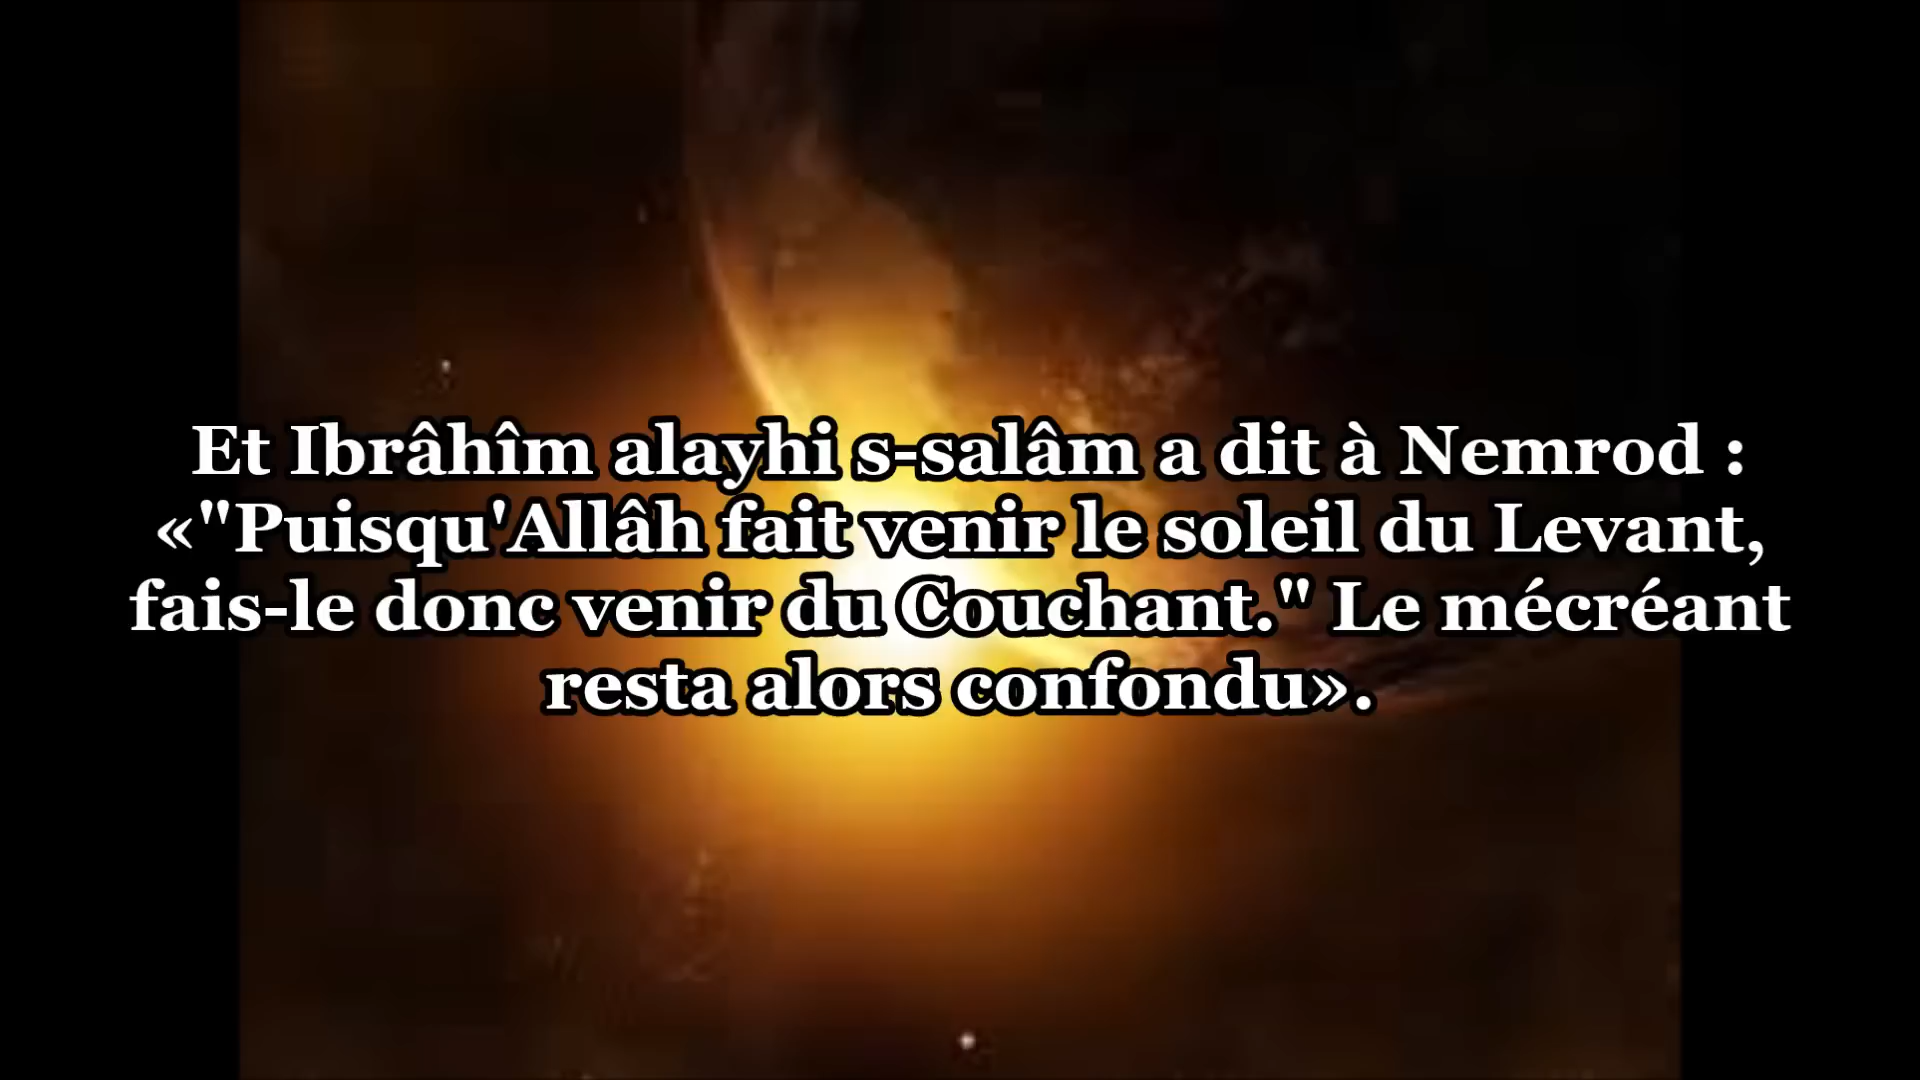 Et Ibrâhîm alayhi s-salâm a dit à Nemrod :
«"Puisqu'Allâh fait venir le soleil du Levant,
fais-le donc venir du Couchant." Le mécréant
resta alors confondu».